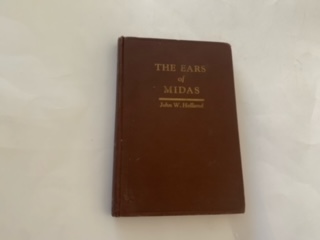 THE EARS
of
MIDAS
John W. Holland